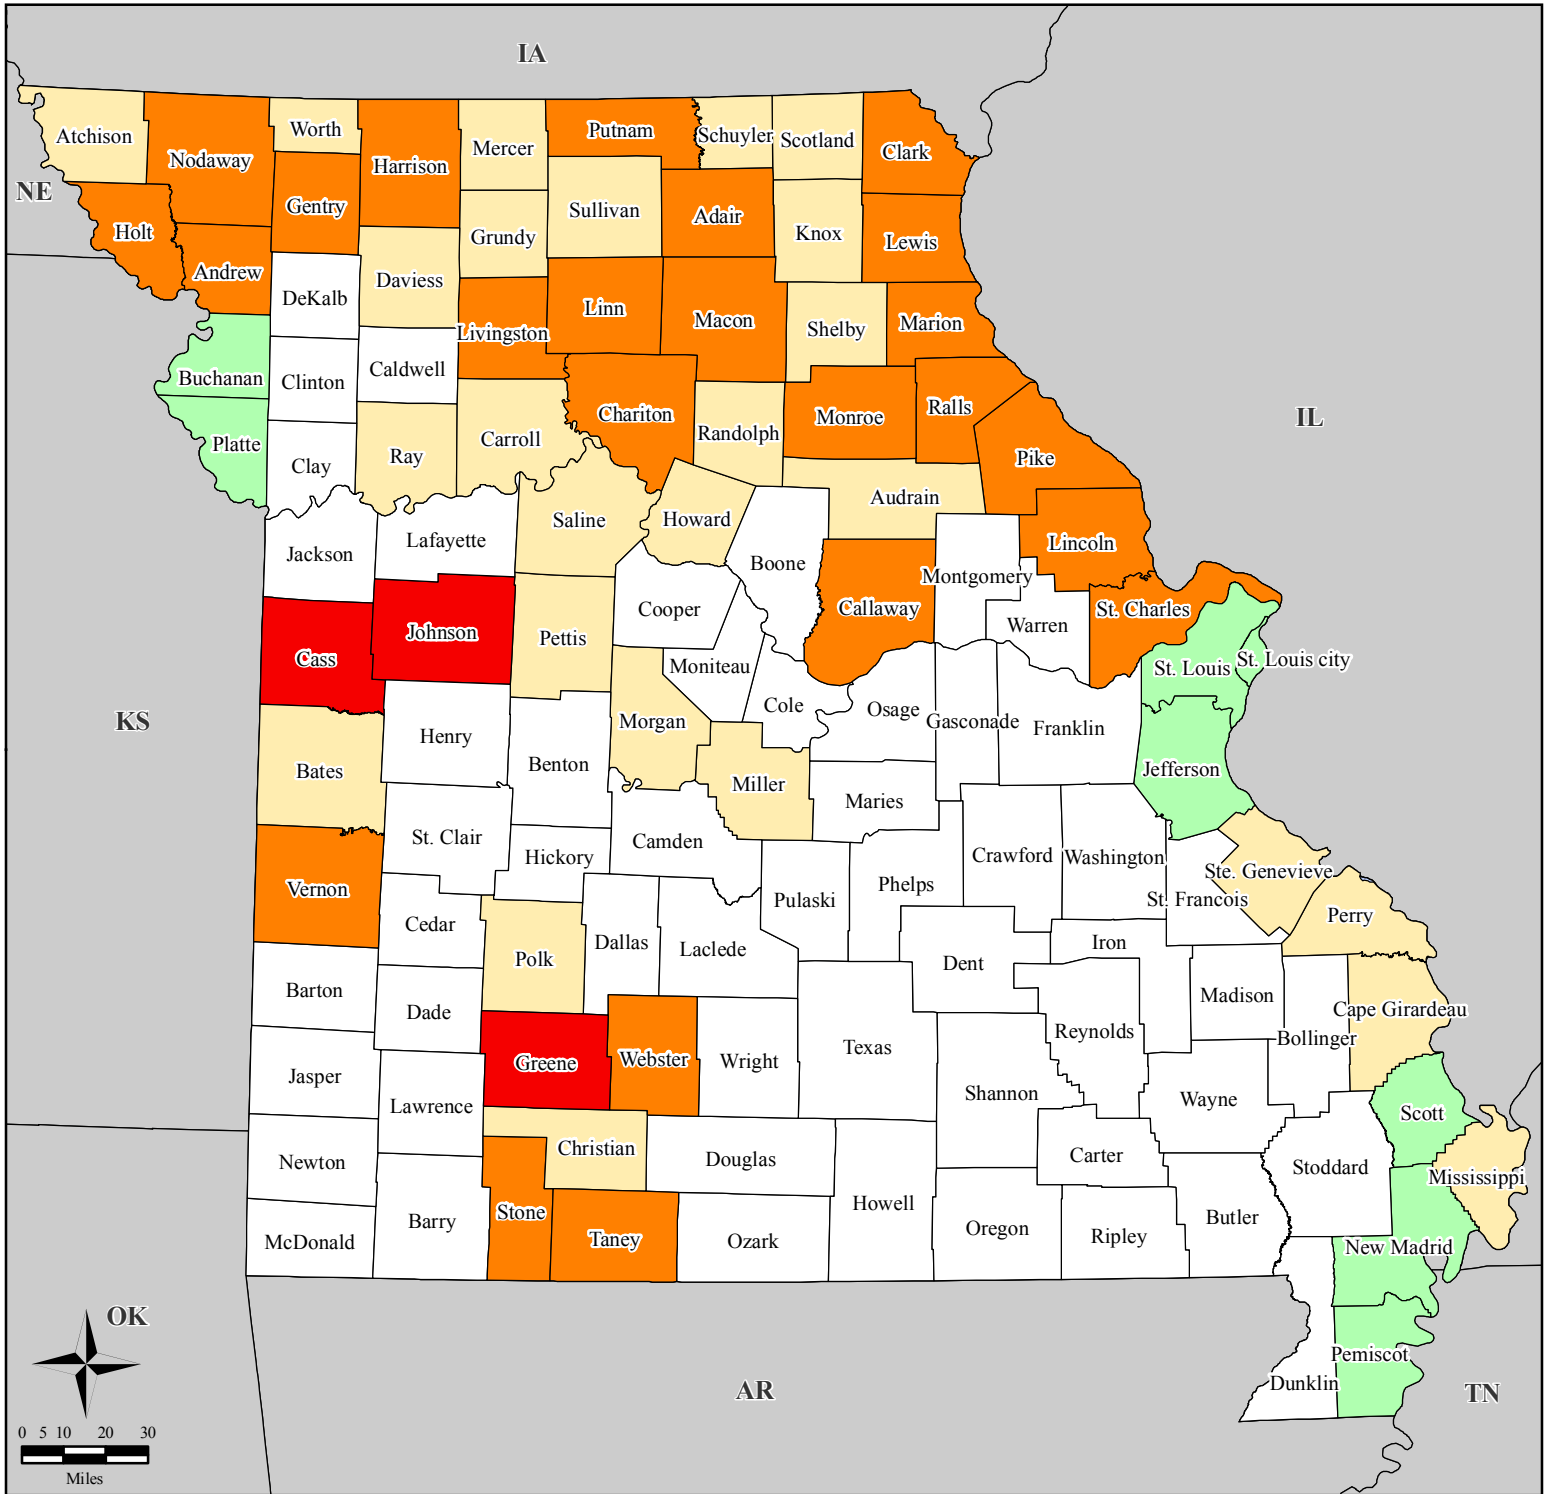 IA
Atchison
Nodaway
Worth
Harrison
Mercer
Putnam
Schuyler
Scotland
Clark
NE
Holt
Gentry
Andrew
DeKalb
Daviess
Grundy
Sullivan
Adair
Knox
Lewis
Livingston
Linn
Macon
Shelby
Marion
Buchanan
Clinton
Caldwell
Platte
Clay
Ray
Carroll
Chariton
Randolph
Monroe
Ralls
Pike
IL
Audrain
Jackson
Lafayette
Saline
Howard
Boone
Callaway
Montgomery
Lincoln
Warren
St. Charles
St. Louis
St. Louis city
Cass
Johnson
Pettis
Cooper
Moniteau
Cole
Osage
Gasconade
Franklin
Jefferson
KS
Bates
Henry
Benton
Morgan
Miller
Maries
Vernon
St. Clair
Hickory
Camden
Pulaski
Phelps
Crawford
Washington
St. Francois
Ste. Genevieve
Perry
Cedar
Polk
Dallas
Laclede
Dent
Iron
Madison
Bollinger
Cape Girardeau
Barton
Dade
Greene
Webster
Wright
Texas
Shannon
Reynolds
Wayne
Scott
Jasper
Lawrence
Christian
Douglas
Howell
Carter
Stoddard
Mississippi
Newton
McDonald
Barry
Stone
Taney
Ozark
Oregon
Ripley
Butler
New Madrid
Pemiscot
Dunklin
OK
AR
TN
0 5 10 20 30
Miles